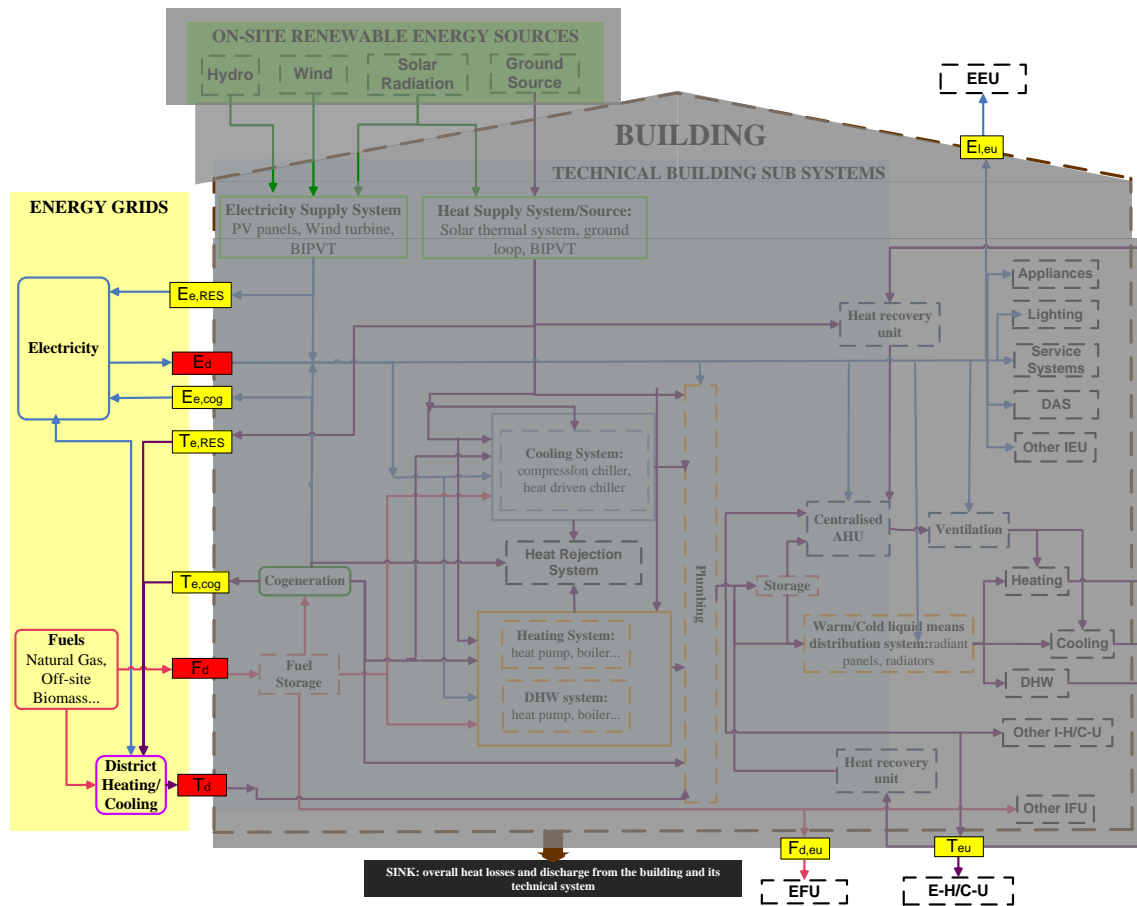 ON-SITE RENEWABLE ENERGY SOURCES
Hydro
Wind
Solar
Radiation
Ground
Source
EEU
BUILDING
El,eu
TECHNICAL BUILDING SUB SYSTEMS
ENERGY GRIDS
Electricity Supply System
PV panels, Wind turbine,
BIPVT
Heat Supply System/Source:
Solar thermal system, ground
loop, BIPVT
Electricity
Ee,RES
Ed
Ee,cog
Te,RES
Te,cog
Heat recovery
unit
Appliances
Lighting
Service
Systems
DAS
Other IEU
Cooling System:
compression chiller,
heat driven chiller
Heat Rejection
System
Plumbing
Centralised
AHU
Ventilation
Cogeneration
Storage
Heating
Fuels
Natural Gas,
Off-site
Biomass...
Fd
Fuel
Storage
Heating System:
heat pump, boiler...
DHW system:
heat pump, boiler...
Warm/Cold liquid means
distribution system:radiant
panels, radiators
Cooling
DHW
Other I-H/C-U
District
Heating/
Cooling
Td
Heat recovery
unit
Other IFU
Fd,eu
Teu
SINK: overall heat losses and discharge from the building and its
technical system
EFU
E-H/C-U